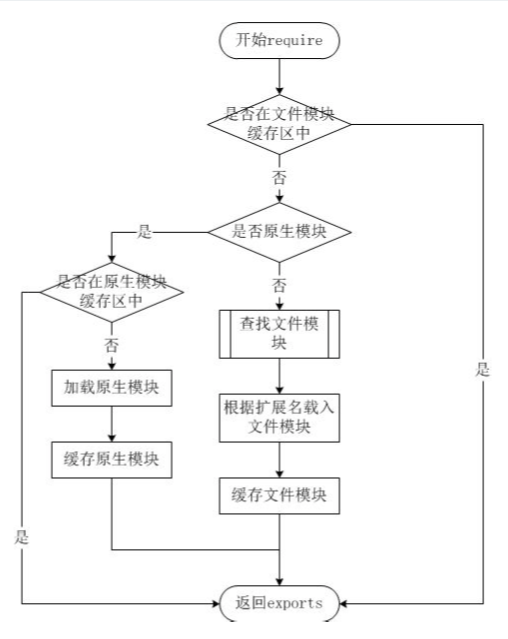 开始require
是否在文件模块
缓存区中
否
是
是否原生模块
是否在原生模块
缓存区中
否
查找文件模
块
否
加载原生模块
根据扩展名载入
文件模块
是
缓存原生模块
缓存文件模块
是
返回exports